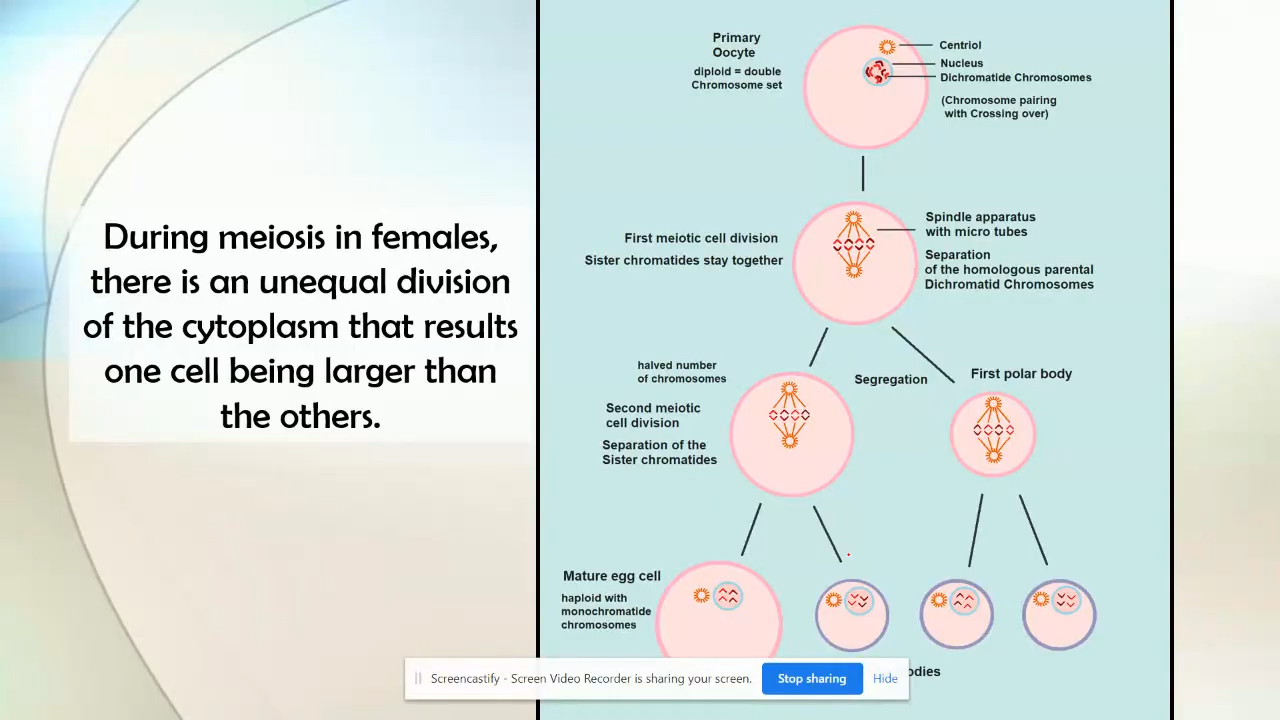 During meiosis in females,
there is an unequal division
of the cytoplasm that results
one cell being larger than
the others.
Primary
Oocyte
diploid = double
Chromosome set
Centriol
Nucleus
Dichromatide Chromosomes
(Chromosome pairing
with Crossing over)
First meiotic cell division
Sister chromatides stay together
Spindle apparatus
with micro tubes
Separation
of the homologous parental
Dichromatid Chromosomes
halved number
of chromosomes
Segregation
First polar body
Second meiotic
cell division
Separation of the
Sister chromatides
Mature egg cell
haploid with
monochromatide
chromosomes
Screencastify - Screen Video Recorder is sharing your screen.
Stop sharing
Hide